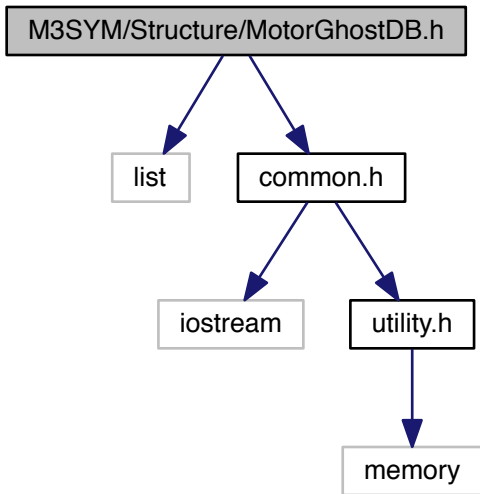 M3SYM/Structure/MotorGhostDB.h
list
common.h
iostream
utility.h
memory